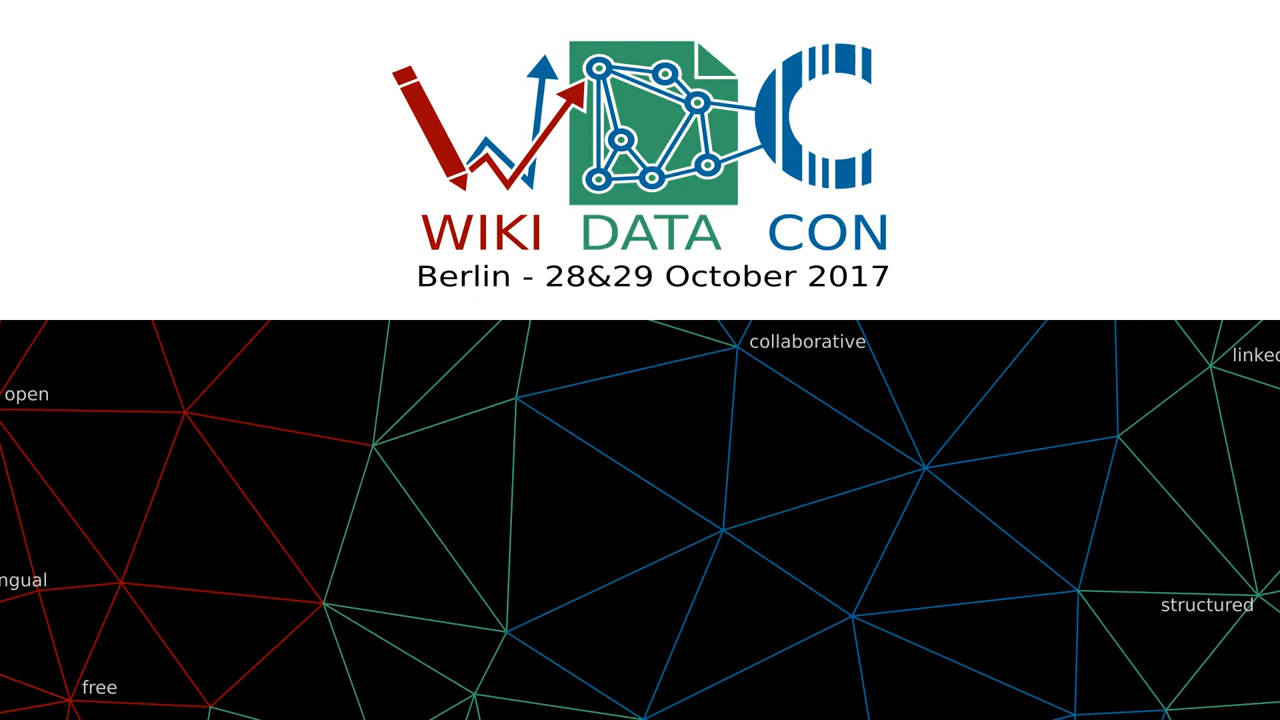 WIKI DATA CON
Berlin - 28&29 October 2017
collaborative
open
structured
free